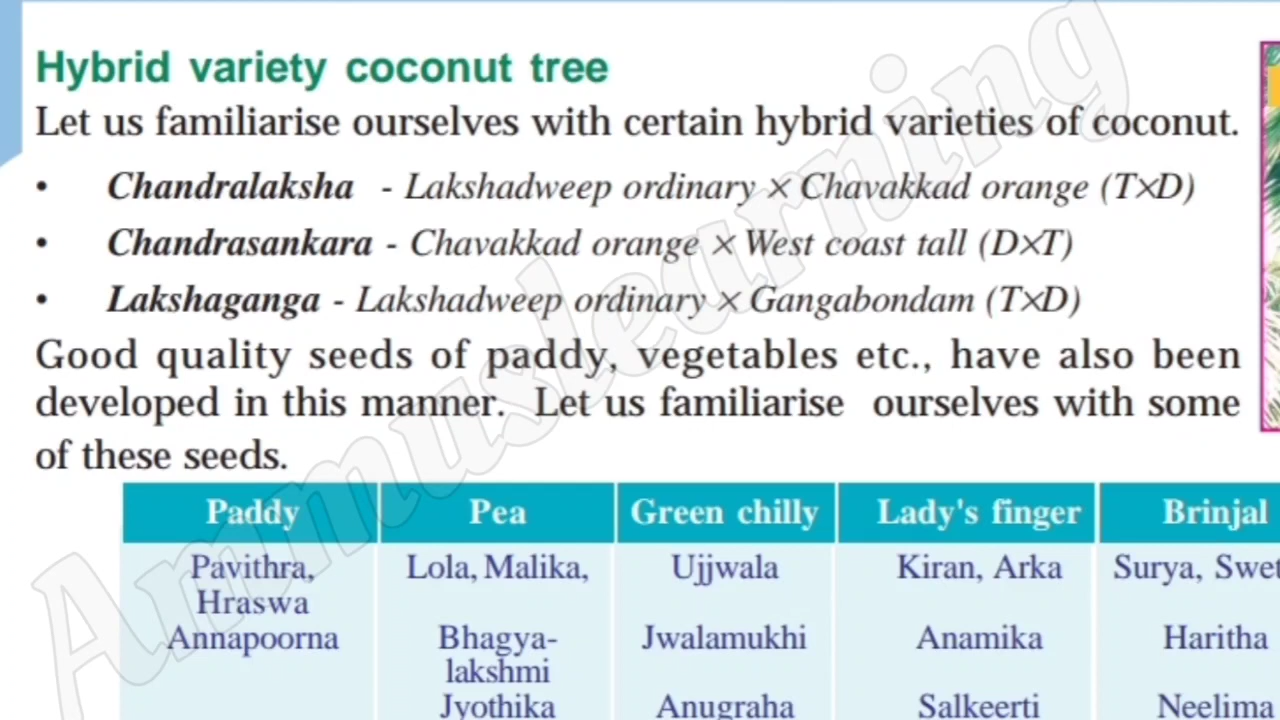 Hybrid variety coconut tree
Let us familiarise ourselves with certain hybrid varieties of coconut.
• Chandralaksha - Lakshadweep ordinary × Chavakkad orange (T×D)
• Chandrasankara - Chavakkad orange × West coast tall (D×T)
• Lakshaganga - Lakshadweep ordinary × Gangabondam (T×D)
Good quality seeds of paddy, vegetables etc., have also been
developed in this manner. Let us familiarise ourselves with some
of these seeds.
Paddy Pea Green chilly Lady's finger Brinjal
Pavithra, Lola, Malika, Ujjwala Kiran, Arka Surya,
Hraswa
Annapoorna Bhagya- Jwalamukhi Anamika Haritha
lakshmi
Jyothika Anugraha Salkeerti Neelima
Ammuslearning